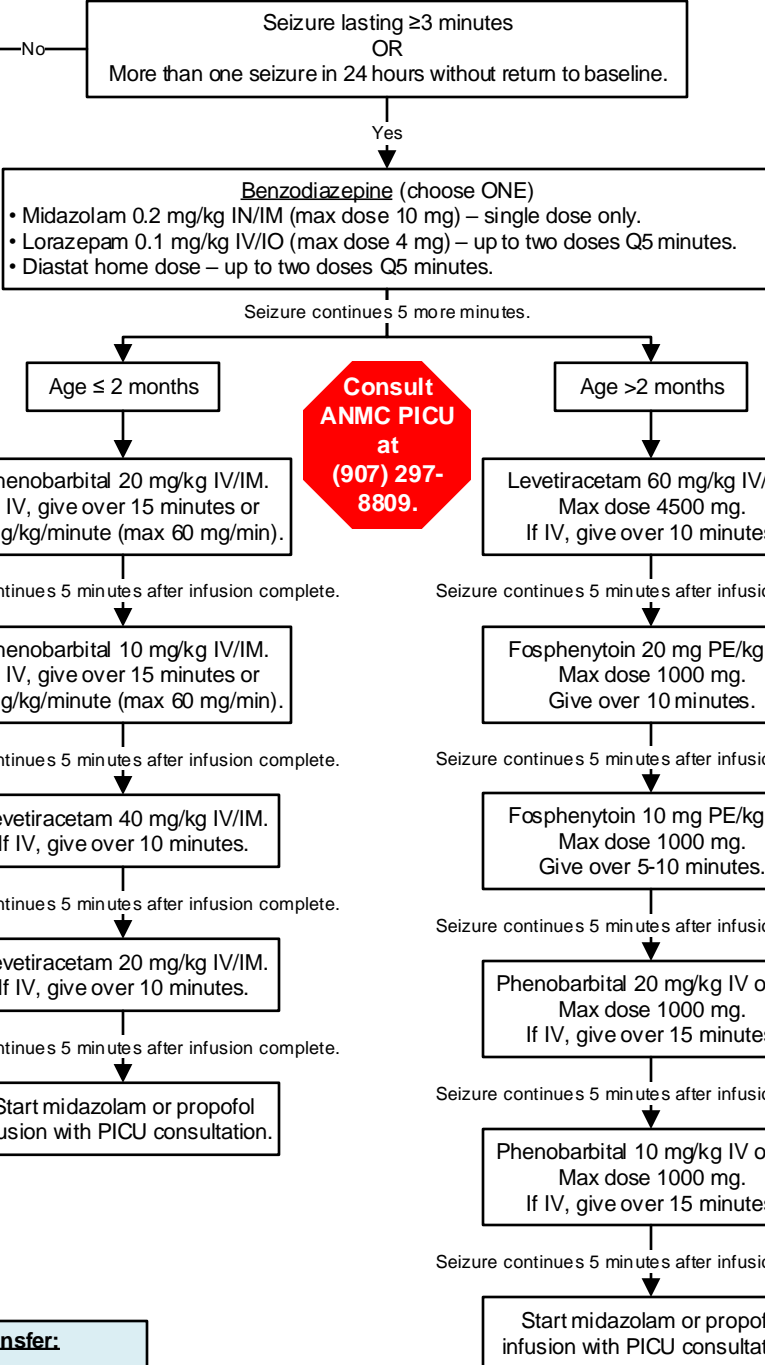 No
Seizure lasting ≥3 minutes
OR
More than one seizure in 24 hours without return to baseline.
Yes
Benzodiazepine (choose ONE)
• Midazolam 0.2 mg/kg IN/IM (max dose 10 mg) – single dose only.
• Lorazepam 0.1 mg/kg IV/IO (max dose 4 mg) – up to two doses Q5 minutes.
• Diastat home dose – up to two doses Q5 minutes.
Seizure continues 5 more minutes.
Age ≤ 2 months
henobarbital 20 mg/kg IV/IM.
IV, give over 15 minutes or
g/kg/minute (max 60 mg/min).
ntinues 5 minutes after infusion complete.
henobarbital 10 mg/kg IV/IM.
IV, give over 15 minutes or
g/kg/minute (max 60 mg/min).
ntinues 5 minutes after infusion complete.
evetiracetam 40 mg/kg IV/IM.
If IV, give over 10 minutes.
ntinues 5 minutes after infusion complete.
evetiracetam 20 mg/kg IV/IM.
If IV, give over 10 minutes.
ntinues 5 minutes after infusion complete.
Start midazolam or propofol
usion with PICU consultation.
nsfer:
Consult
ANMC PICU
at
(907) 297-
8809.
Age >2 months
Levetiracetam 60 mg/kg IV/
Max dose 4500 mg.
If IV, give over 10 minutes
Seizure continues 5 minutes after infusio
Fosphenytoin 20 mg PE/kg
Max dose 1000 mg.
Give over 10 minutes.
Seizure continues 5 minutes after infusio
Fosphenytoin 10 mg PE/kg
Max dose 1000 mg.
Give over 5-10 minutes.
Seizure continues 5 minutes after infusio
Phenobarbital 20 mg/kg IV o
Max dose 1000 mg.
If IV, give over 15 minutes
Seizure continues 5 minutes after infusio
Phenobarbital 10 mg/kg IV o
Max dose 1000 mg.
If IV, give over 15 minutes
Seizure continues 5 minutes after infusio
Start midazolam or propof
infusion with PICU consultat